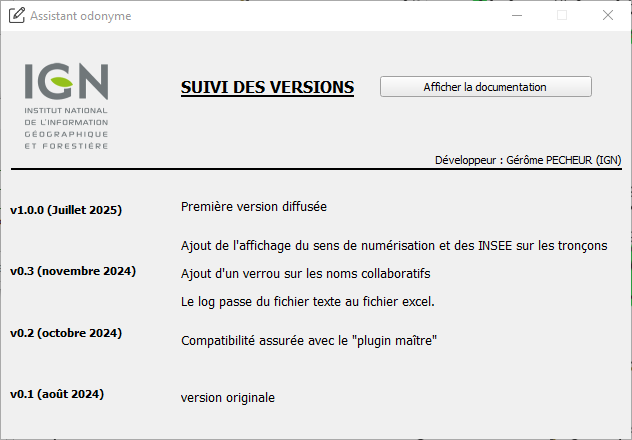 Assistant odonyme
IGN
INSTITUT NATIONAL
DE L'INFORMATION
GÉOGRAPHIQUE
ET FORESTIÈRE
SUIVI DES VERSIONS
Afficher la documentation
Développeur : Gérôme PECHEUR (IGN)
v1.0.0 (Juillet 2025)
Première version diffusée
v0.3 (novembre 2024)
Ajout de l'affichage du sens de numérisation et des INSEE sur les tronçons
Ajout d'un verrou sur les noms collaboratifs
Le log passe du fichier texte au fichier excel.
v0.2 (octobre 2024)
Compatibilité assurée avec le "plugin maître"
v0.1 (août 2024)
version originale